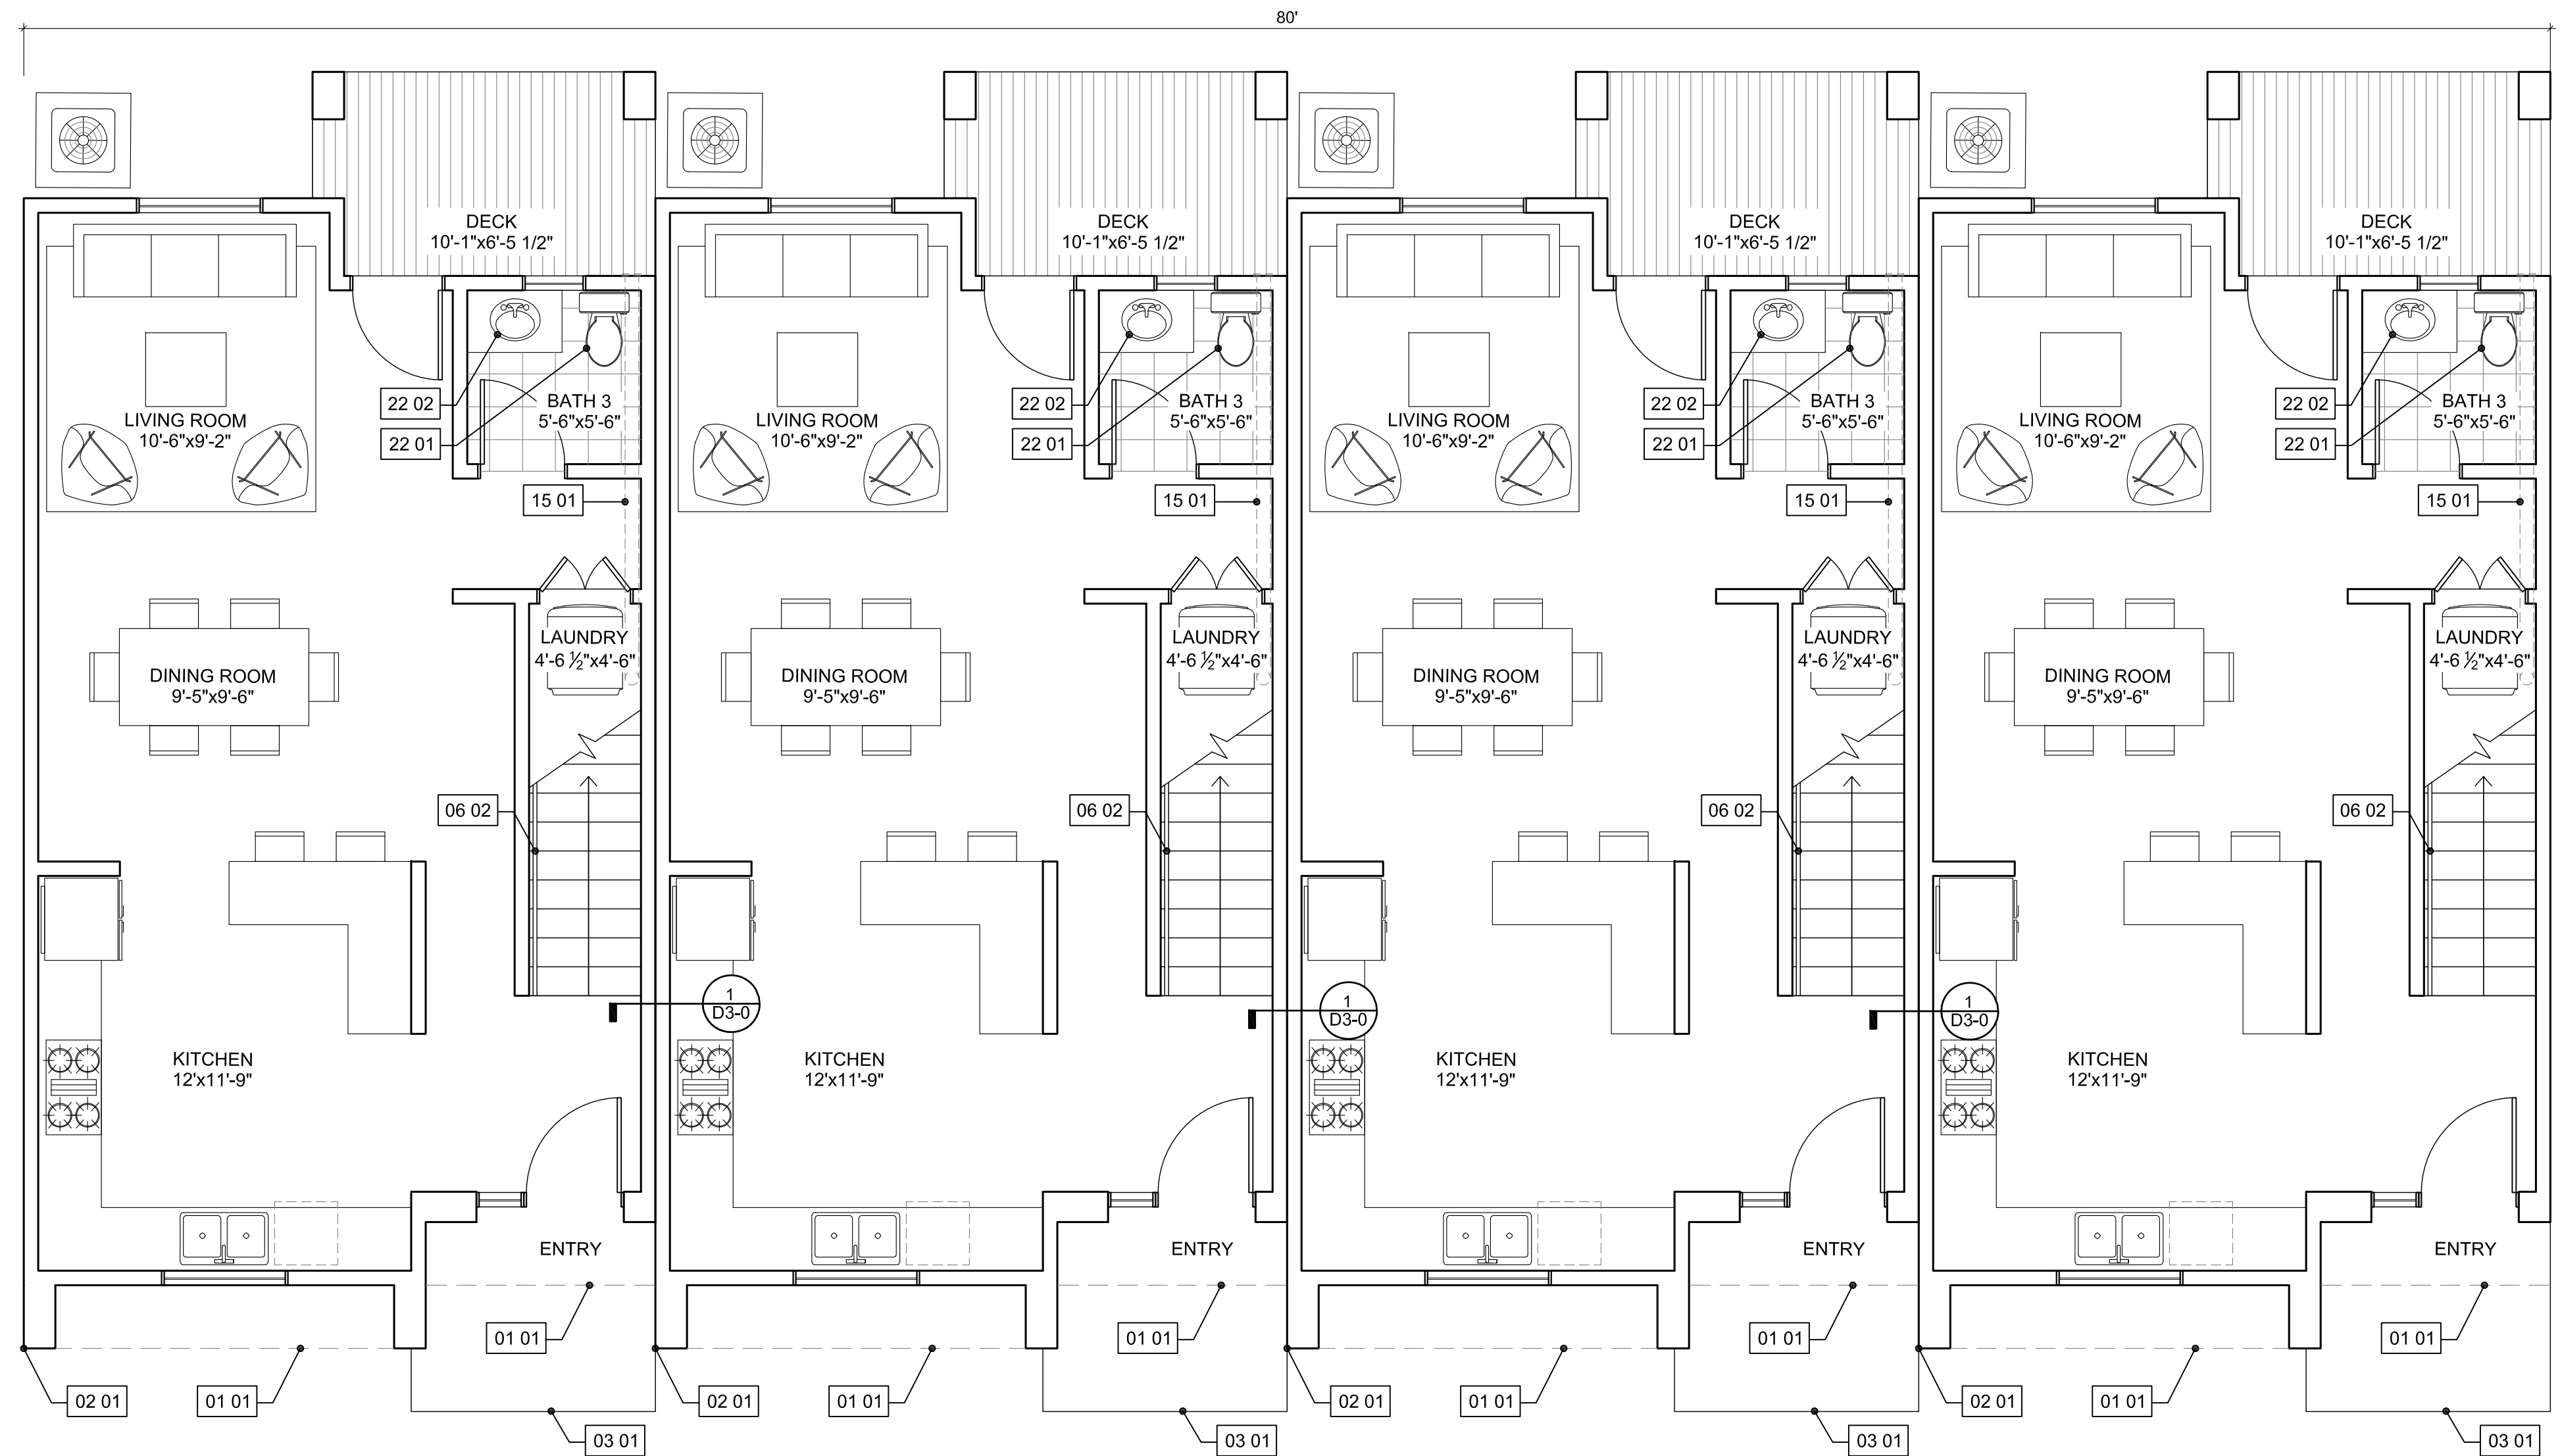 80'
DECK
10'-1"x6'-5 1/2"
DECK
10'-1"x6'-5 1/2"
DECK
10'-1"x6'-5 1/2"
DECK
10'-1"x6'-5 1/2"
22 02
BATH 3
5'-6"x5'-6"
22 02
BATH 3
5'-6"x5'-6"
22 02
BATH 3
5'-6"x5'-6"
22 02
BATH 3
5'-6"x5'-6"
LIVING ROOM
10'-6"x9'-2"
22 01
LIVING ROOM
10'-6"x9'-2"
22 01
LIVING ROOM
10'-6"x9'-2"
22 01
LIVING ROOM
10'-6"x9'-2"
22 01
15 01
15 01
15 01
15 01
LAUNDRY
4'-6 ½"x4'-6"
LAUNDRY
4'-6 ½"x4'-6"
LAUNDRY
4'-6 ½"x4'-6"
LAUNDRY
4'-6 ½"x4'-6"
DINING ROOM
9'-5"x9'-6"
DINING ROOM
9'-5"x9'-6"
DINING ROOM
9'-5"x9'-6"
DINING ROOM
9'-5"x9'-6"
06 02
06 02
06 02
06 02
1
D3-0
1
D3-0
1
D3-0
KITCHEN
12'x11'-9"
KITCHEN
12'x11'-9"
KITCHEN
12'x11'-9"
KITCHEN
12'x11'-9"
ENTRY
ENTRY
ENTRY
ENTRY
01 01
01 01
01 01
01 01
02 01
01 01
02 01
01 01
02 01
01 01
02 01
01 01
03 01
03 01
03 01
03 01